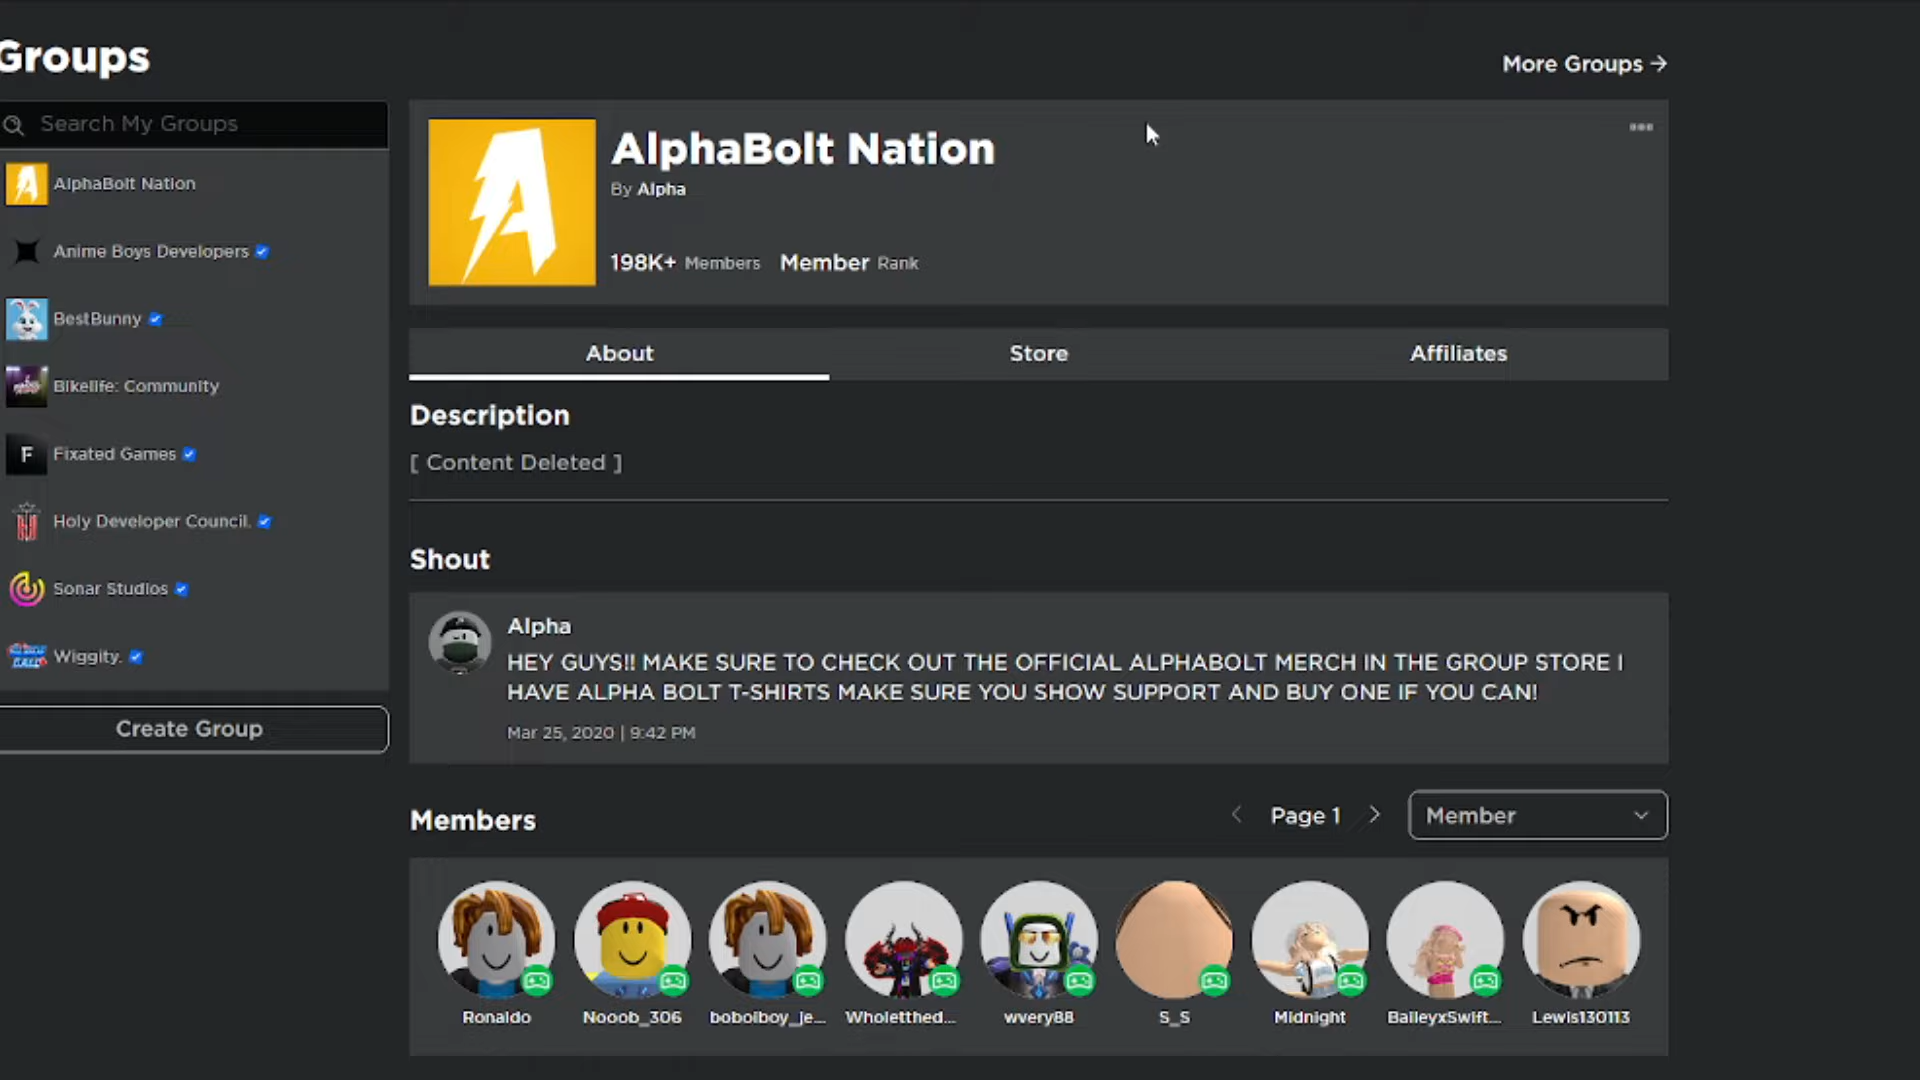 Groups
More Groups →
Search My Groups
AlphaBolt Nation
Anime Boys Developers
BestBunny
Bikelife: Community
F
Fixated Games
Holy Developer Council.
Sonar Studios
Wiggity.
Create Group
A
AlphaBolt Nation
By Alpha
198K+ Members Member Rank
About Store Affiliates
Description
[ Content Deleted ]
Shout
Alpha
HEY GUYS!! MAKE SURE TO CHECK OUT THE OFFICIAL ALPHABOLT MERCH IN THE GROUP STORE I
HAVE ALPHA BOLT T-SHIRTS MAKE SURE YOU SHOW SUPPORT AND BUY ONE IF YOU CAN!
Mar 25, 2020 | 9:42 PM
Members
Page 1
Member
Ronaldo Nooob_306 boboiboy_je... Wholetthed... wvery88 S_S Midnight BaileyxSwift... Lewis130113